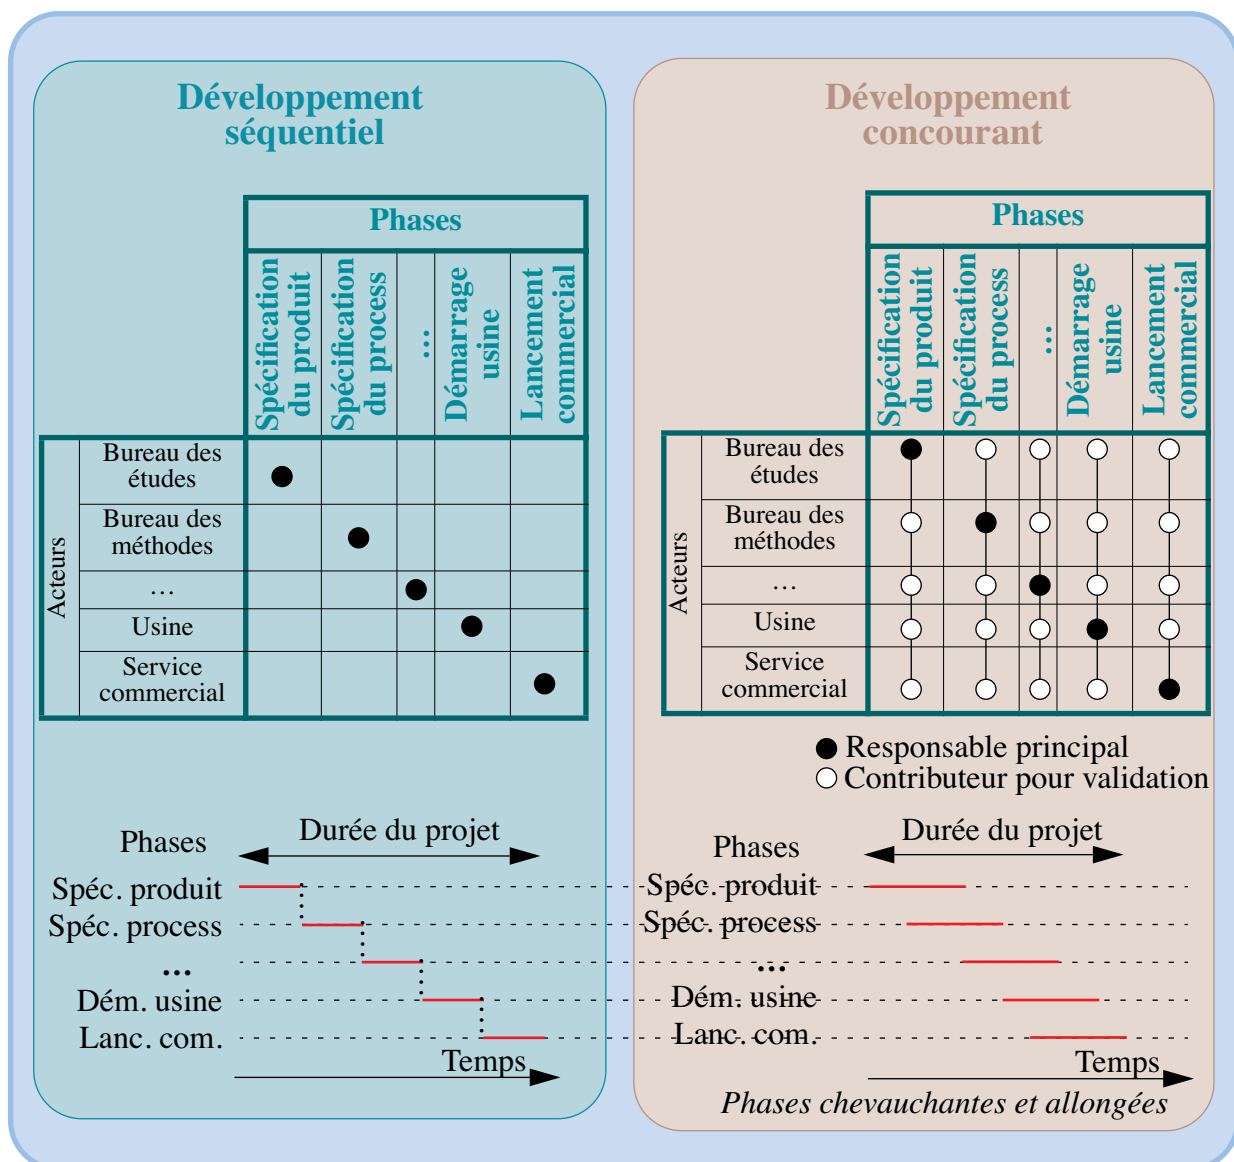 Développement
séquentiel
Phases
Spécification
du produit
Spécification
du process
…
Démarrage
usine
Lancement
commercial
Acteurs
Bureau des
études
Bureau des
méthodes
…
Usine
Service
commercial
Phases
Durée du projet
Spéc. produit
Spéc. process
...
Dém. usine
Lanc. com.
Temps
Développement
concourant
Phases
Spécification
du produit
Spécification
du process
…
Démarrage
usine
Lancement
commercial
Acteurs
Bureau des
études
Bureau des
méthodes
…
Usine
Service
commercial
Responsable principal
Contributeur pour validation
Phases
Durée du projet
Spéc. produit
Spéc. process
...
Dém. usine
Lanc. com.
Temps
Phases chevauchantes et allongées